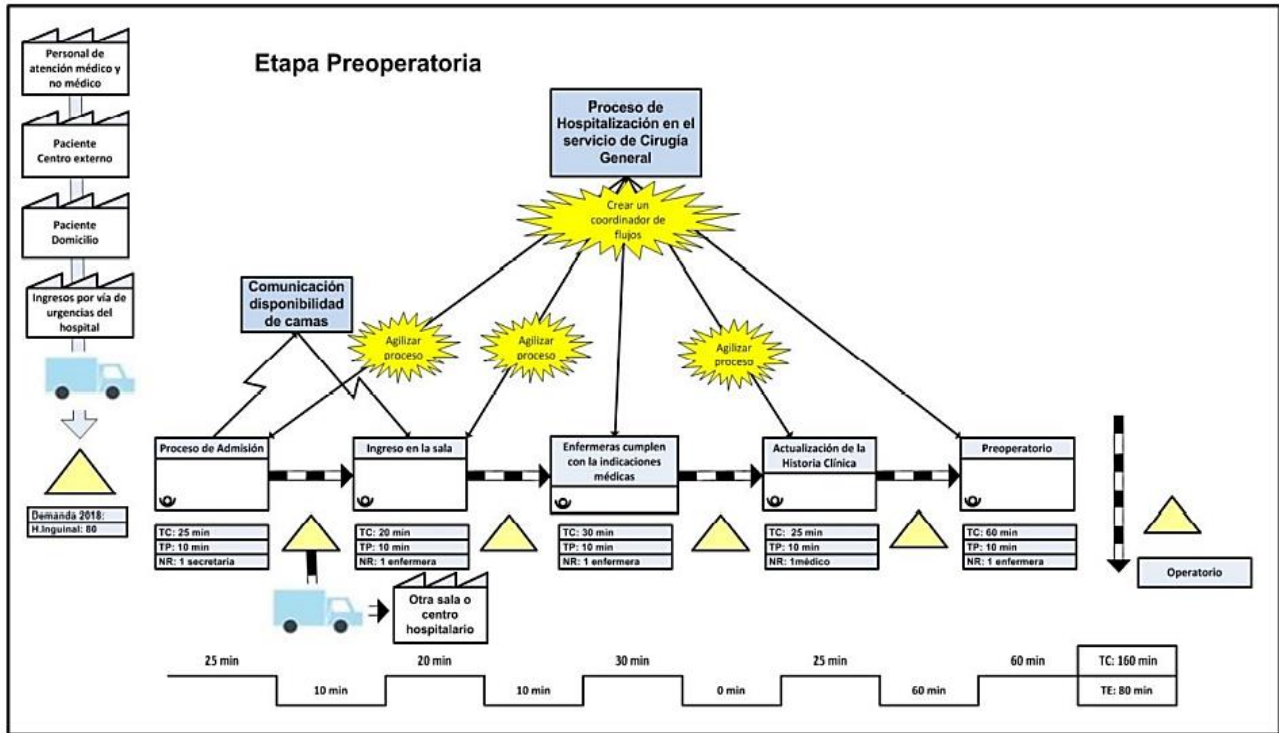 Personal de
atención médico y
no médico
Paciente
Centro externo
Paciente
Domicilio
Ingresos por vía de
urgencias del
hospital
Demanda 2018:
H.Inguinal: 80
Etapa Preoperatoria
Proceso de
Hospitalización en el
servicio de Cirugía
General
Crear un
coordinador de
flujos
Comunicación
disponibilidad
de camas
Agilizar
proceso
Agilizar
proceso
Agilizar
proceso
Proceso de Admisión
Ingreso en la sala
Enfermeras cumplen
con la indicaciones
médicas
Actualización de la
Historia Clínica
Preoperatorio
TC: 25 min
TP: 10 min
NR: 1 secretaria
TC: 20 min
TP: 10 min
NR: 1 enfermera
TC: 30 min
TP: 10 min
NR: 1 enfermera
TC: 25 min
TP: 10 min
NR: 1médico
TC: 60 min
TP: 10 min
NR: 1 enfermera
Operatorio
Otra sala o
centro
hospitalario
25 min
20 min
30 min
25 min
60 min
TC: 160 min
10 min
10 min
0 min
60 min
TE: 80 min